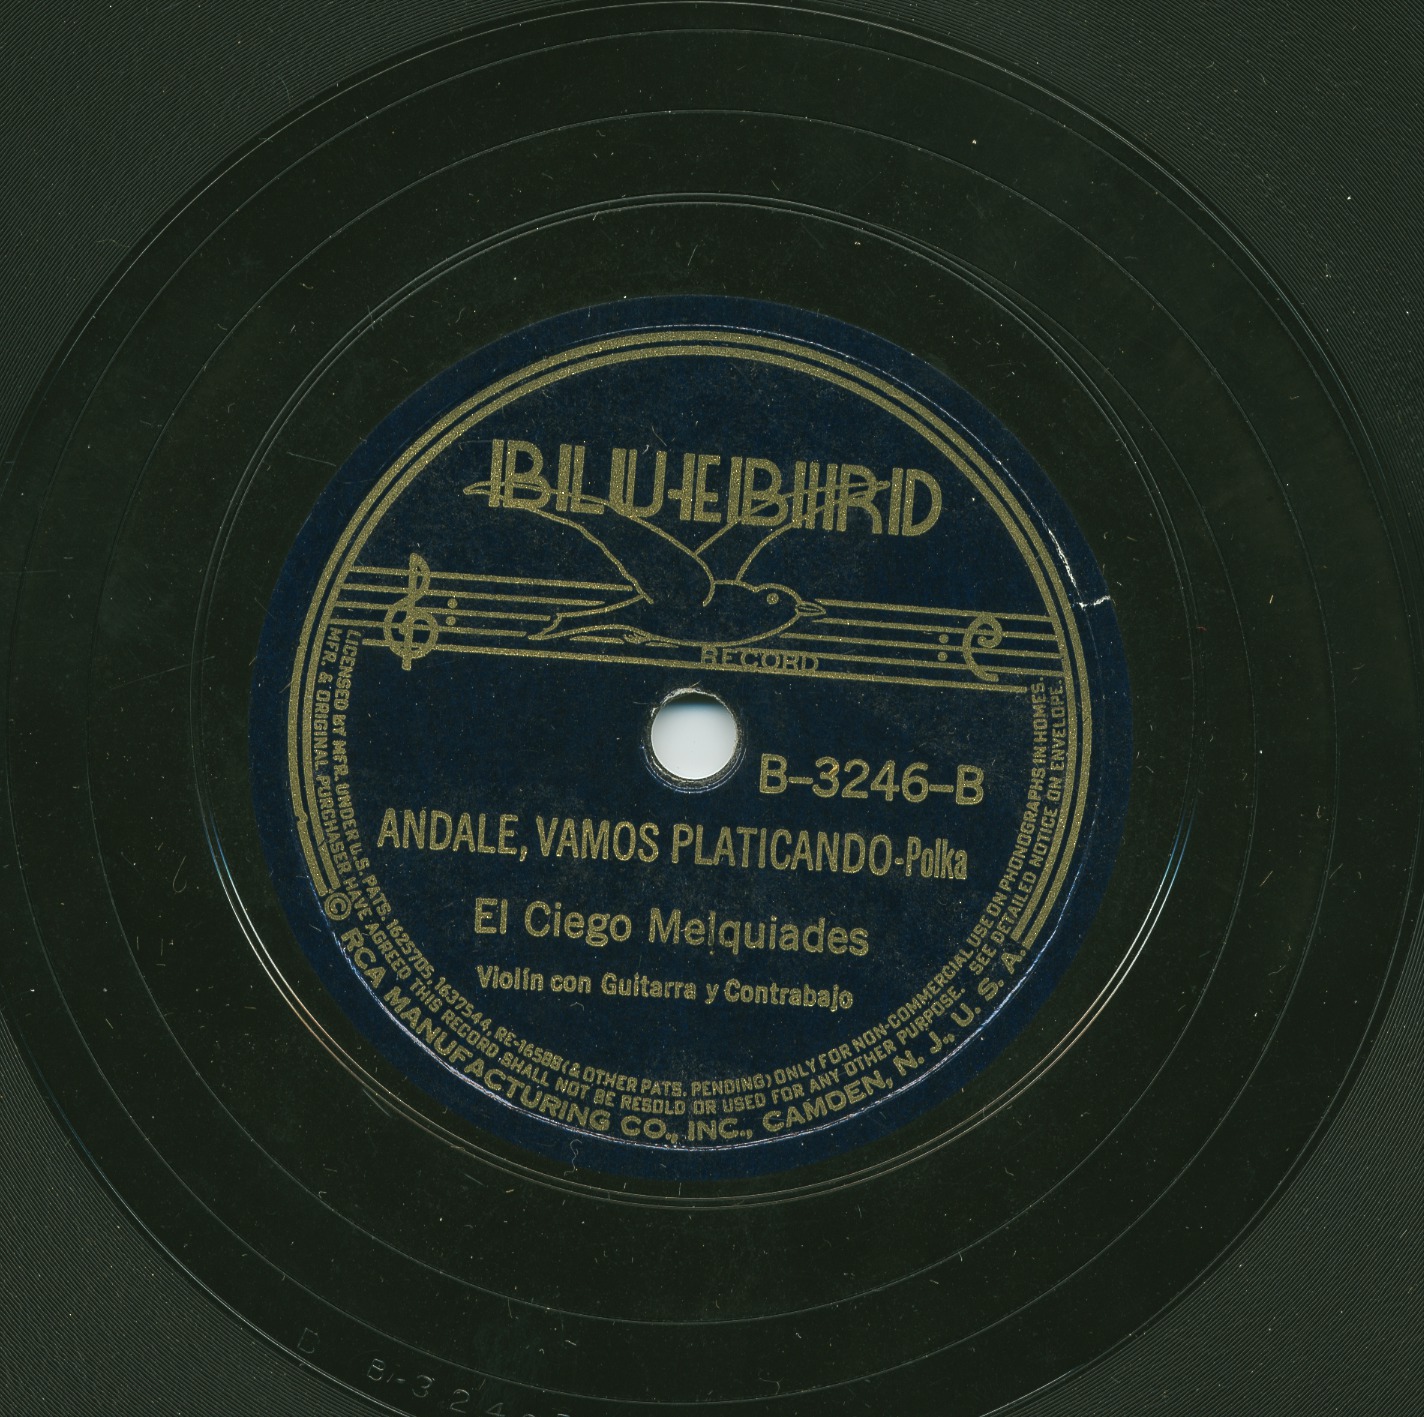 BLUEBIRD
RECORD
B-3246-B
ANDALE, VAMOS PLATICANDO-Polka
El Ciego Melquiades
Violín con Guitarra y Contrabajo
LICENSED BY MFR. UNDER U.S. PATS. 1625705, 1637544, RE-16588 (& OTHER PATS. PENDING) ONLY FOR NON-COMMERCIAL USE ON PHONOGRAPHS IN HOMES.
MFR. & ORIGINAL PURCHASER HAVE AGREED THIS RECORD SHALL NOT BE RESOLD OR USED FOR ANY OTHER PURPOSE. SEE DETAILED NOTICE ON ENVELOPE.
© RCA MANUFACTURING CO., INC., CAMDEN, N. J., U. S. A.